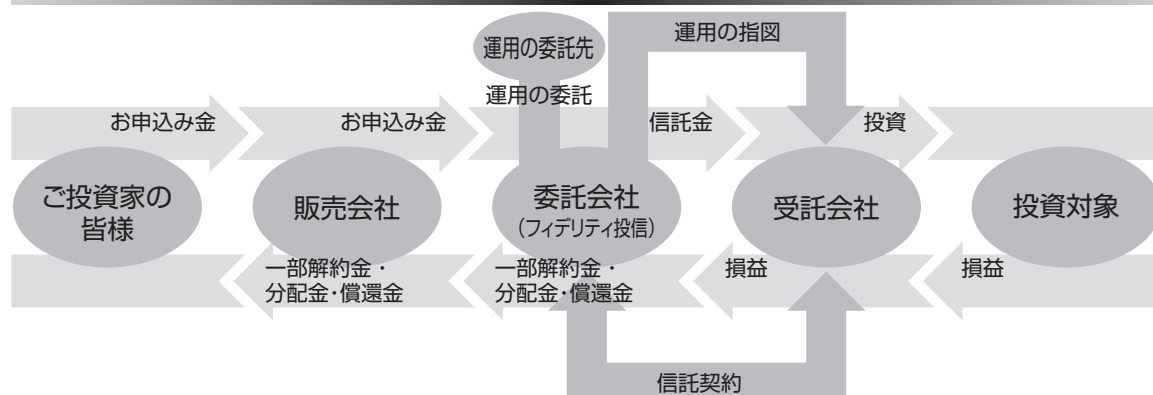 運用の委託先
運用の指図
運用の委託
お申込み金
お申込み金
信託金
投資
ご投資家の
皆様
販売会社
委託会社
(フィデリティ投信)
受託会社
投資対象
一部解約金・
分配金・償還金
一部解約金・
分配金・償還金
損益
損益
信託契約